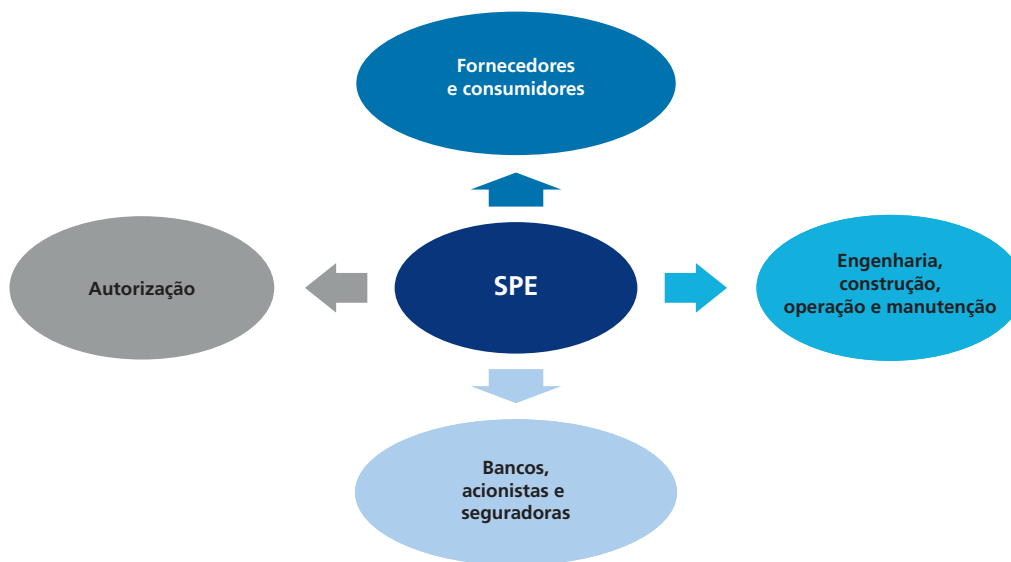 Fornecedores
e consumidores
Autorização
SPE
Engenharia,
construção,
operação e manutenção
Bancos,
acionistas e
seguradoras